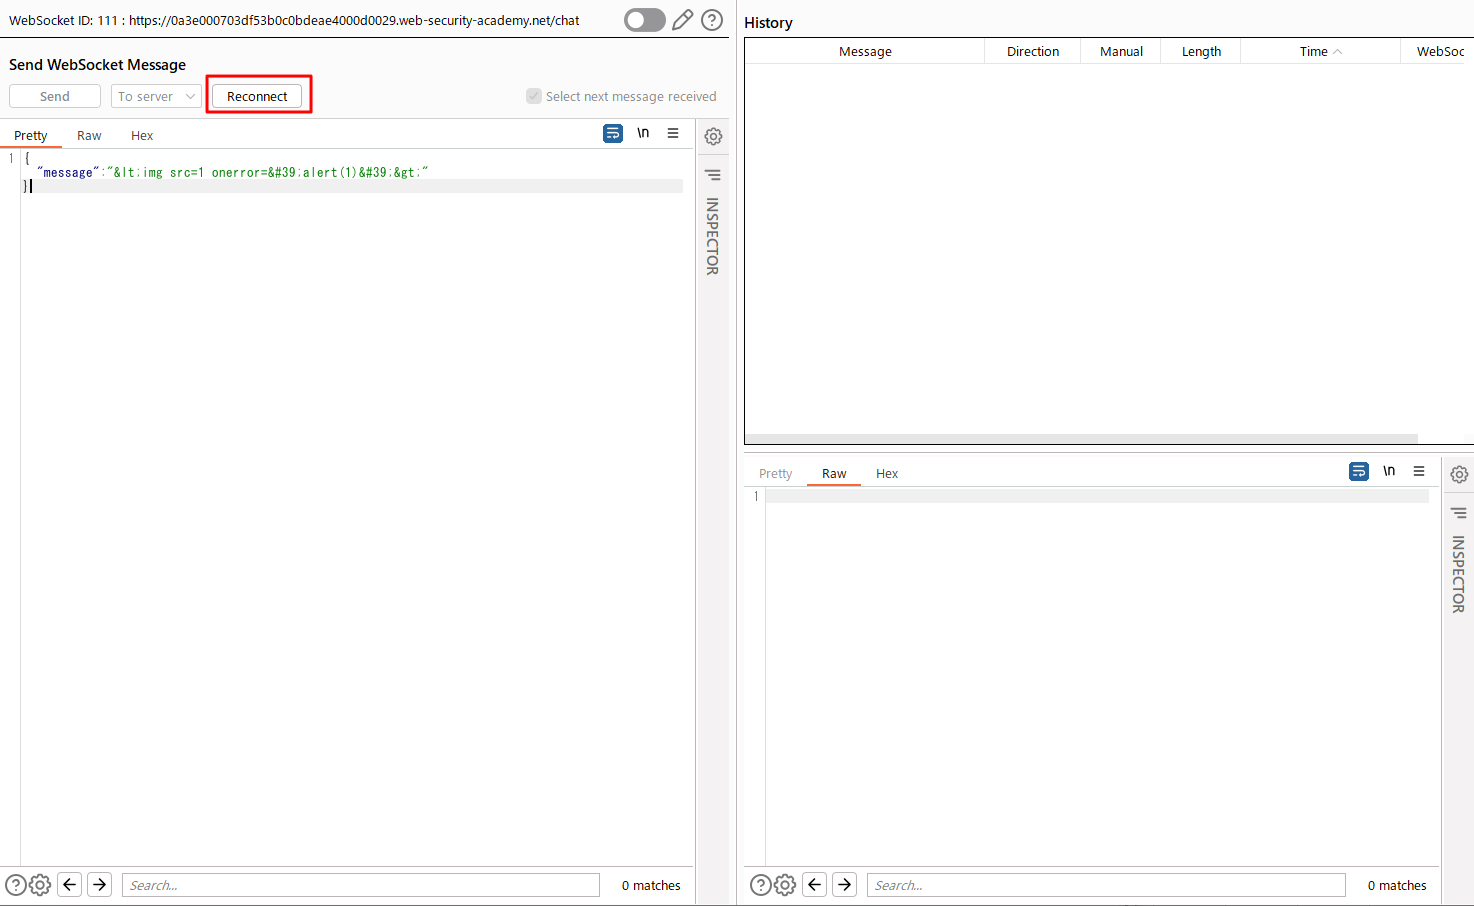 WebSocket ID: 111 : https://0a3e000703df53b0c0bdeae4000d0029.web-security-academy.net/chat
Send WebSocket Message
Send
To server
Reconnect
Select next message received
Pretty
Raw
Hex
\n
1
{
"message":"&lt;img src=1 onerror=&#39;alert(1)&#39;&gt;"
}
INSPECTOR
Search...
0 matches
History
Message
Direction
Manual
Length
Time
WebSoc
Pretty
Raw
Hex
\n
1
INSPECTOR
Search...
0 matches